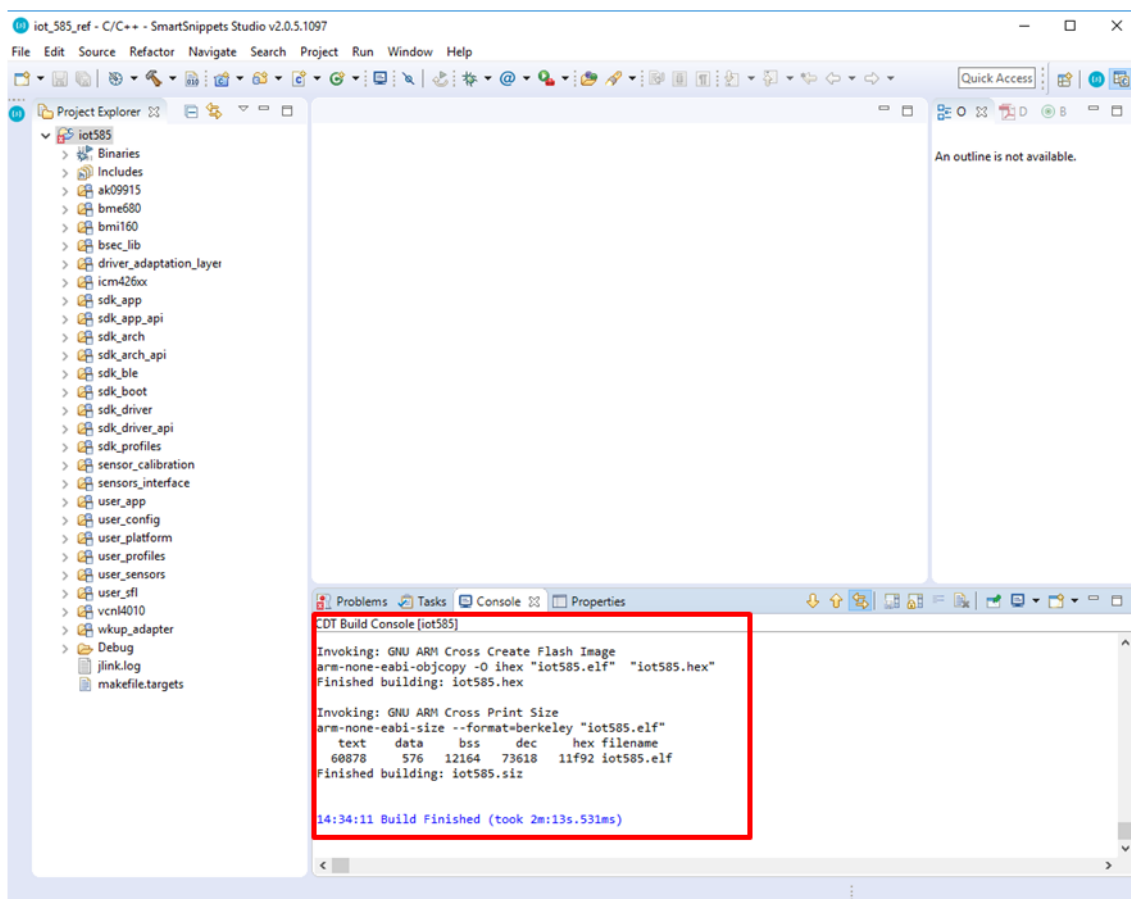 iot_585_ref - C/C++ - SmartSnippets Studio v2.0.5.1097
File Edit Source Refactor Navigate Search Project Run Window Help
Quick Access
Project Explorer
iot585
Binaries
Includes
ak09915
bme680
bmi160
bsec_lib
driver_adaptation_layer
icm426xx
sdk_app
sdk_app_api
sdk_arch
sdk_arch_api
sdk_ble
sdk_boot
sdk_driver
sdk_driver_api
sdk_profiles
sensor_calibration
sensors_interface
user_app
user_config
user_platform
user_profiles
user_sensors
user_sfl
vcnl4010
wkup_adapter
Debug
jlink.log
makefile.targets
O D B
An outline is not available.
Problems Tasks Console Properties
CDT Build Console [iot585]
Invoking: GNU ARM Cross Create Flash Image
arm-none-eabi-objcopy -O ihex "iot585.elf" "iot585.hex"
Finished building: iot585.hex
Invoking: GNU ARM Cross Print Size
arm-none-eabi-size --format=berkeley "iot585.elf"
text data bss dec hex filename
60878 576 12164 73618 11f92 iot585.elf
Finished building: iot585.siz
14:34:11 Build Finished (took 2m:13s.531ms)